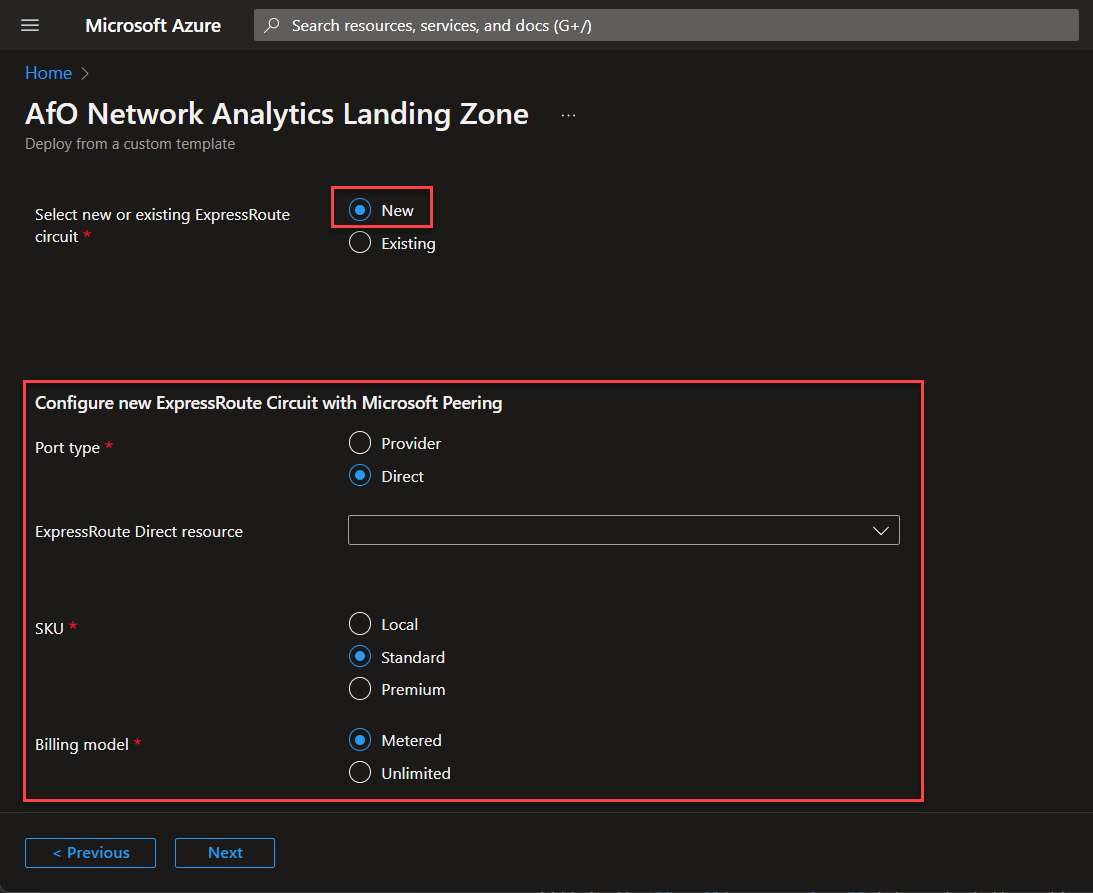 Microsoft Azure
Search resources, services, and docs (G+/)
Home >
AfO Network Analytics Landing Zone ...
Deploy from a custom template
Select new or existing ExpressRoute
circuit *
New
Existing
Configure new ExpressRoute Circuit with Microsoft Peering
Port type *
Provider
Direct
ExpressRoute Direct resource
SKU *
Local
Standard
Premium
Billing model *
Metered
Unlimited
< Previous
Next